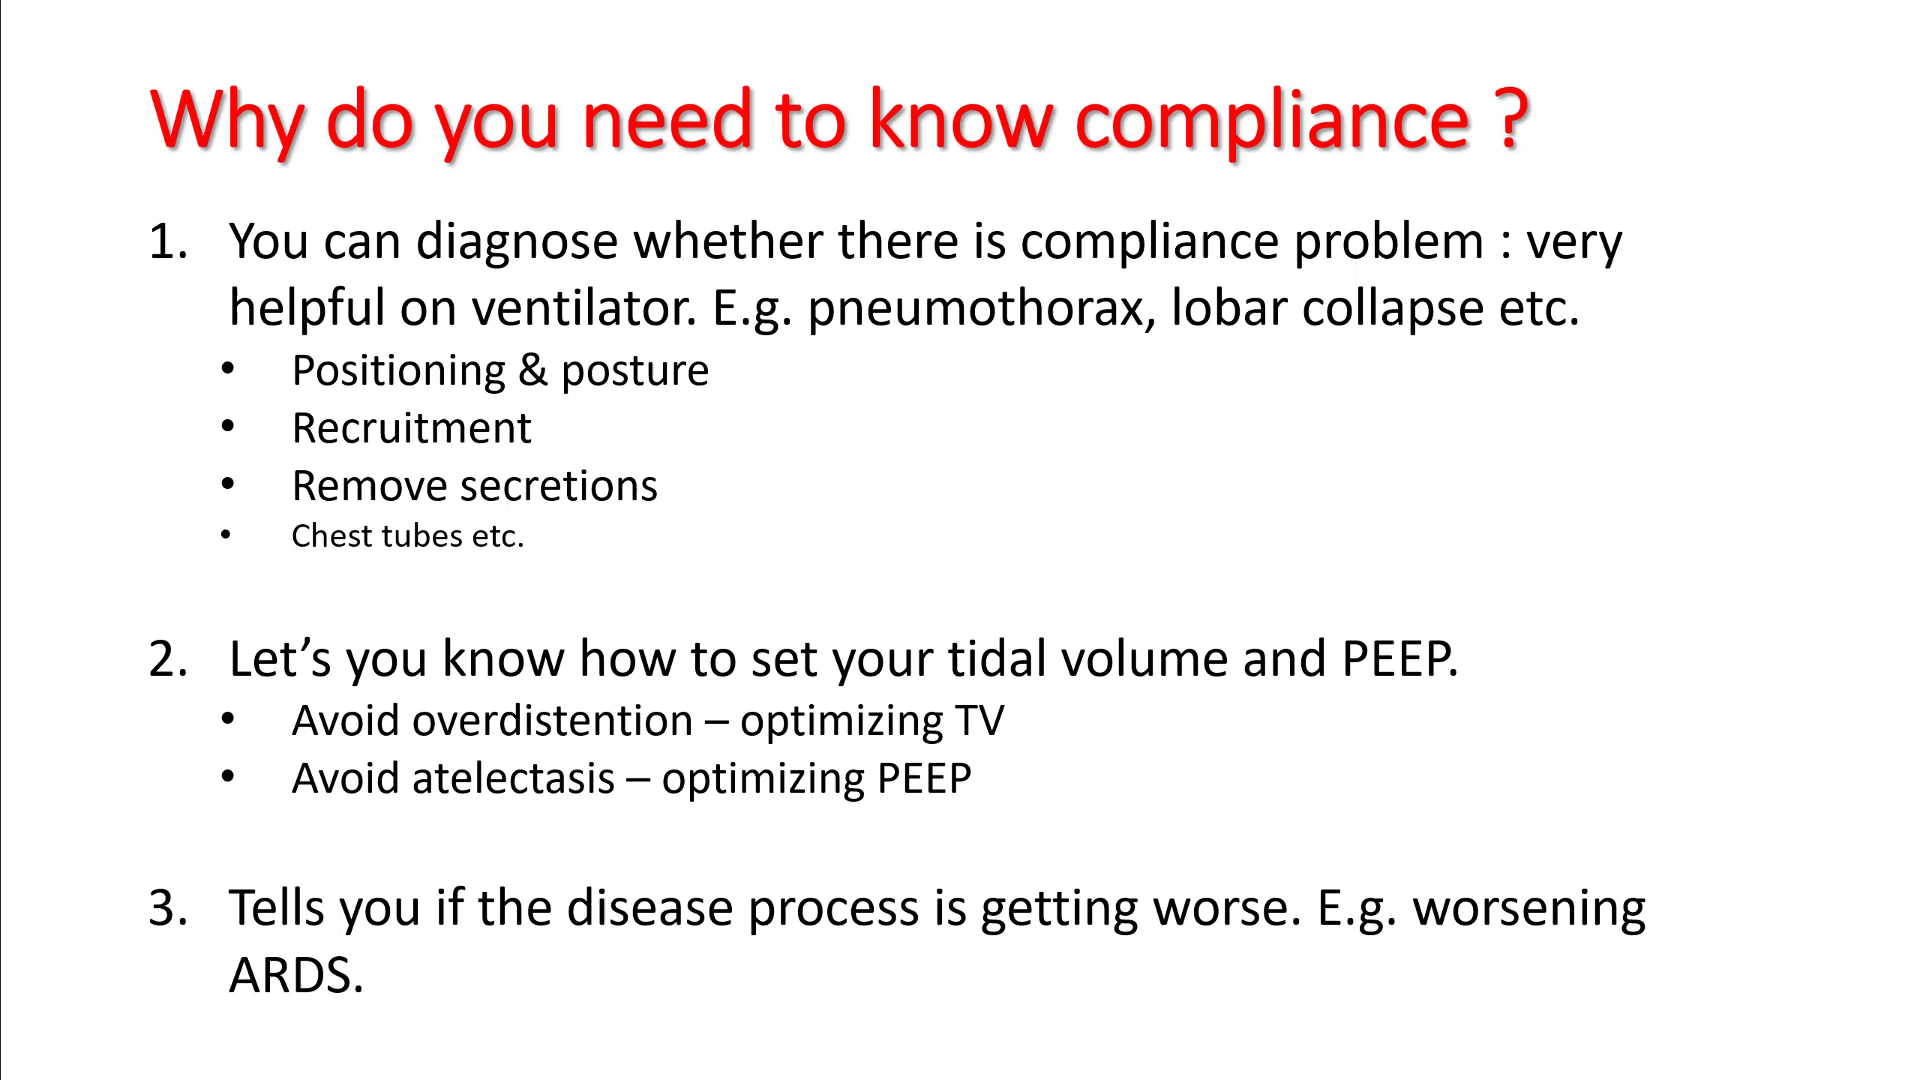 Why do you need to know compliance ?
1. You can diagnose whether there is compliance problem : very
helpful on ventilator. E.g. pneumothorax, lobar collapse etc.
• Positioning & posture
• Recruitment
• Remove secretions
• Chest tubes etc.
2. Let’s you know how to set your tidal volume and PEEP.
• Avoid overdistention – optimizing TV
• Avoid atelectasis – optimizing PEEP
3. Tells you if the disease process is getting worse. E.g. worsening
ARDS.